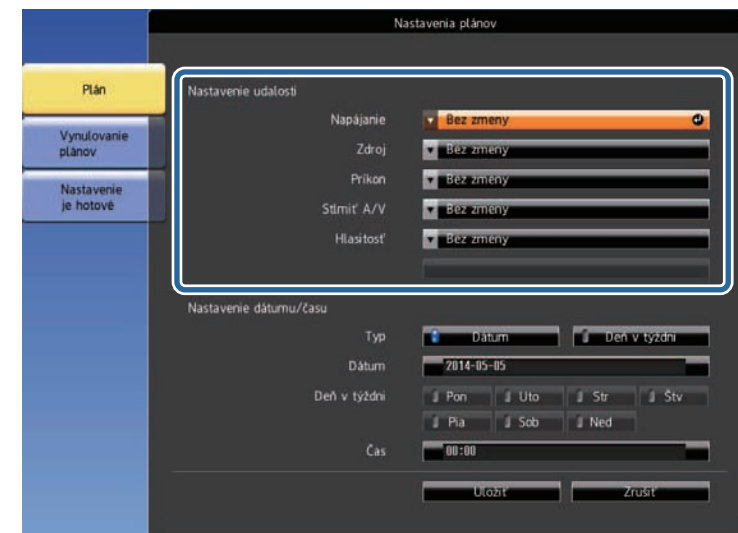 Nastavenia plánov
Plán
Vynulovanie
plánov
Nastavenie
je hotové
Nastavenie udalosti
Napájanie Bez zmeny
Zdroj Bez zmeny
Príkon Bez zmeny
Stlmiť A/V Bez zmeny
Hlasitosť Bez zmeny
Nastavenie dátumu/času
Typ Dátum Deň v týždni
Dátum 2014-05-05
Deň v týždni Pon Uto Str Štv
Pia Sob Ned
Čas 00:00
Uložiť Zrušiť